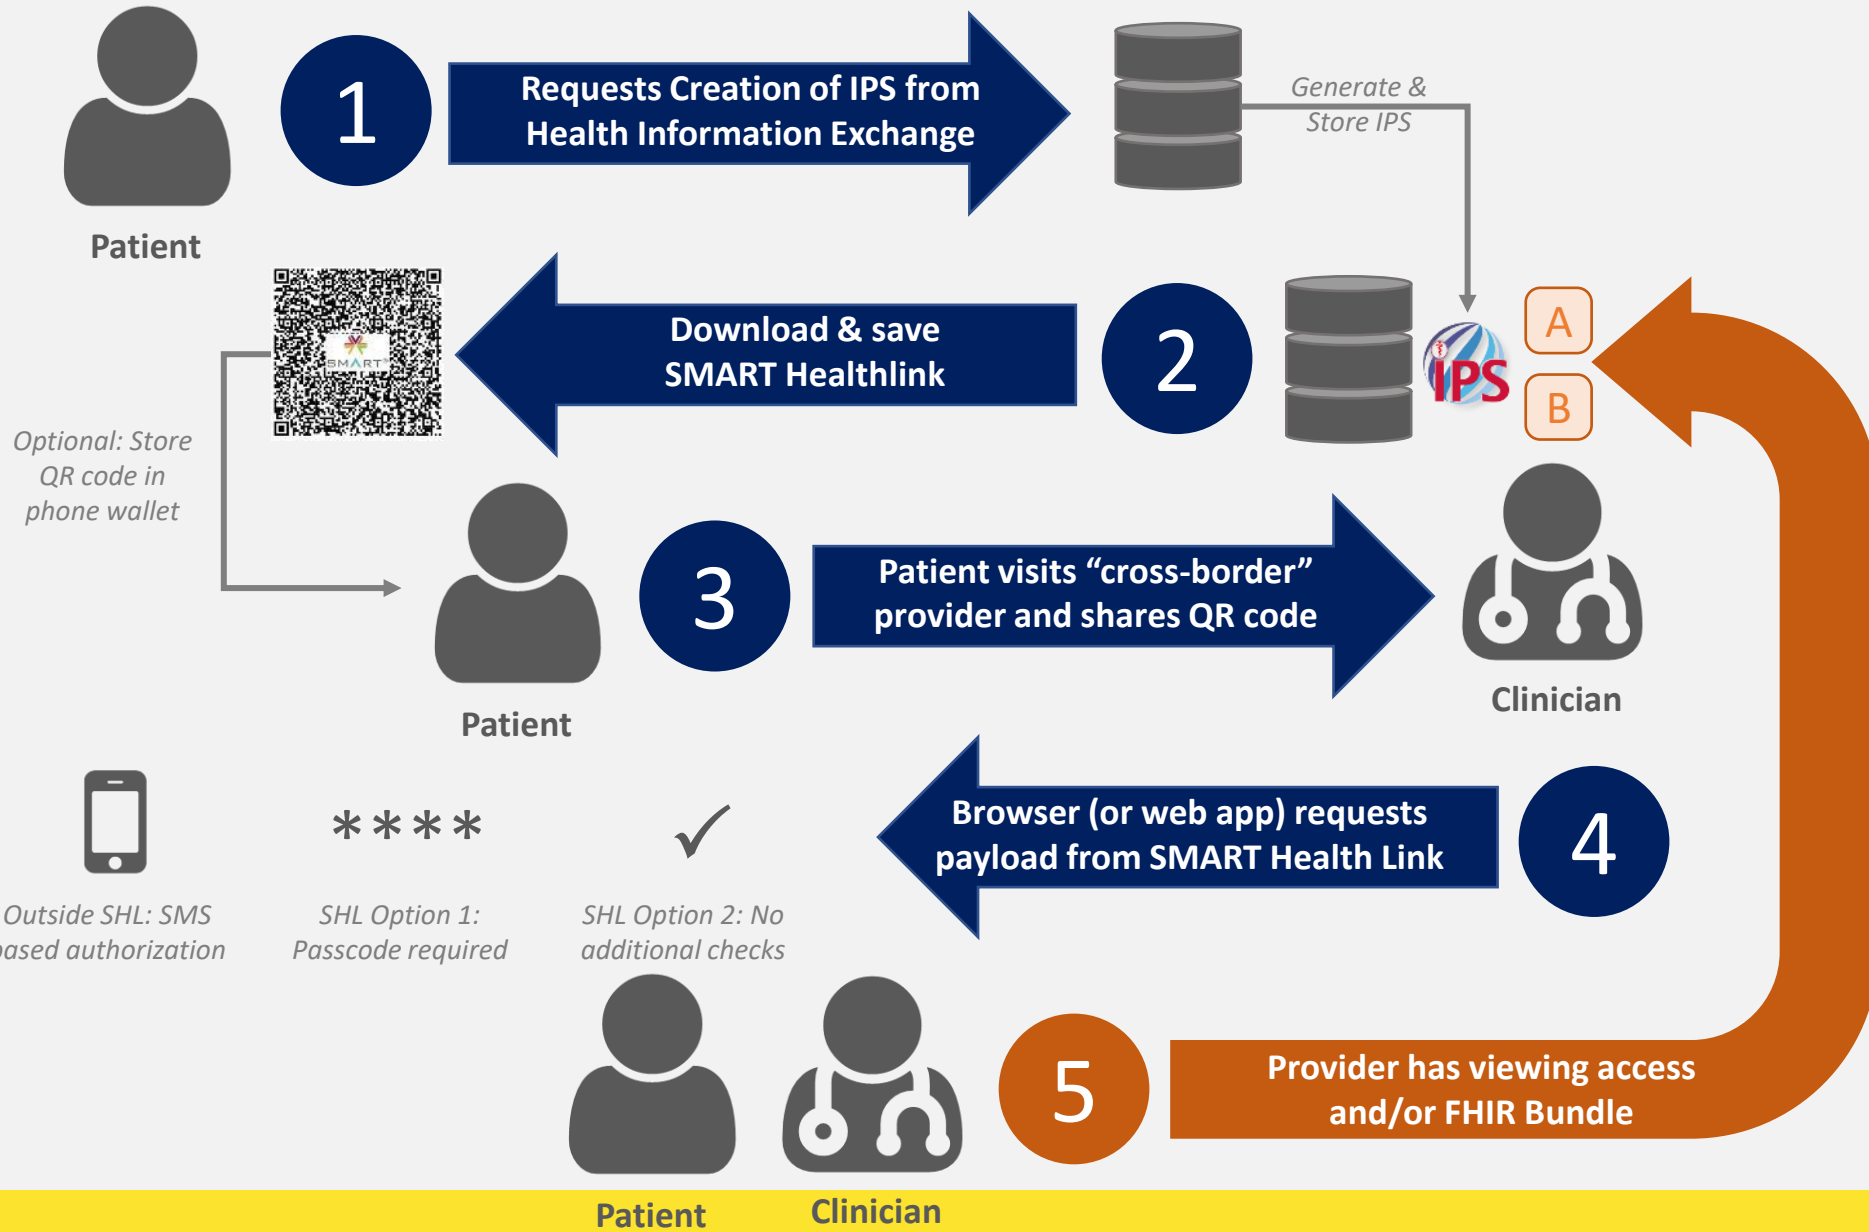 1
Requests Creation of IPS from
Health Information Exchange
Generate &
Store IPS
Patient
SMART
Download & save
SMART Healthlink
2
IPS
A
B
Optional: Store
QR code in
phone wallet
3
Patient visits “cross-border”
provider and shares QR code
Patient
Clinician
****
Browser (or web app) requests
payload from SMART Health Link
4
Outside SHL: SMS
based authorization
SHL Option 1:
Passcode required
SHL Option 2: No
additional checks
5
Provider has viewing access
and/or FHIR Bundle
Patient
Clinician